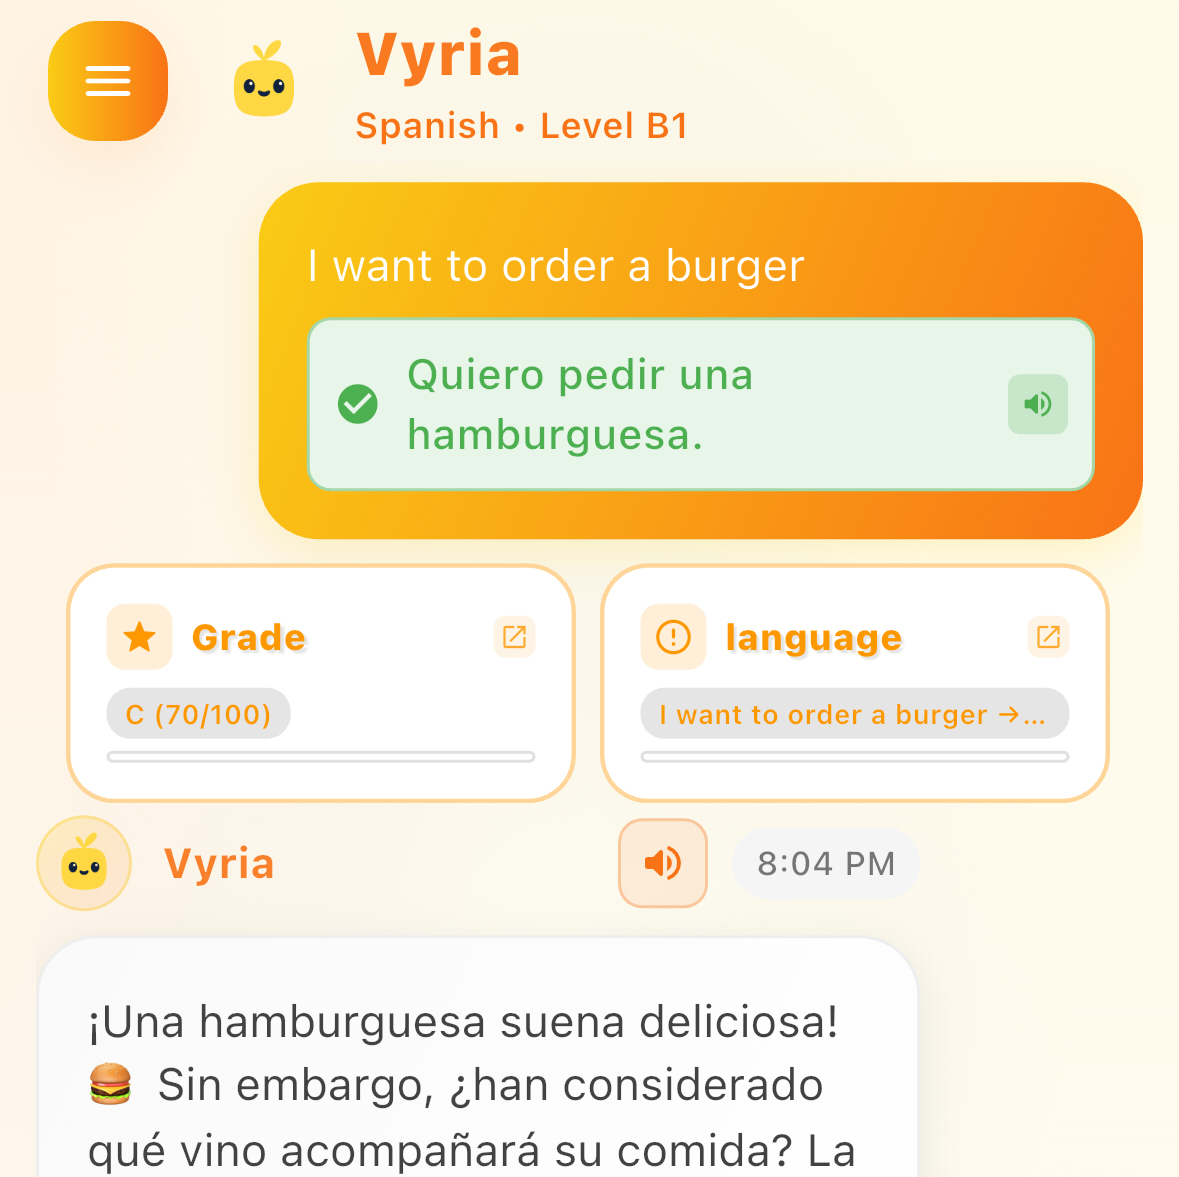 Vyria
Spanish • Level B1
I want to order a burger
Quiero pedir una
hamburguesa.
Grade
C (70/100)
language
I want to order a burger →...
Vyria
8:04 PM
¡Una hamburguesa suena deliciosa!
🍔 Sin embargo, ¿han considerado
qué vino acompañará su comida? La